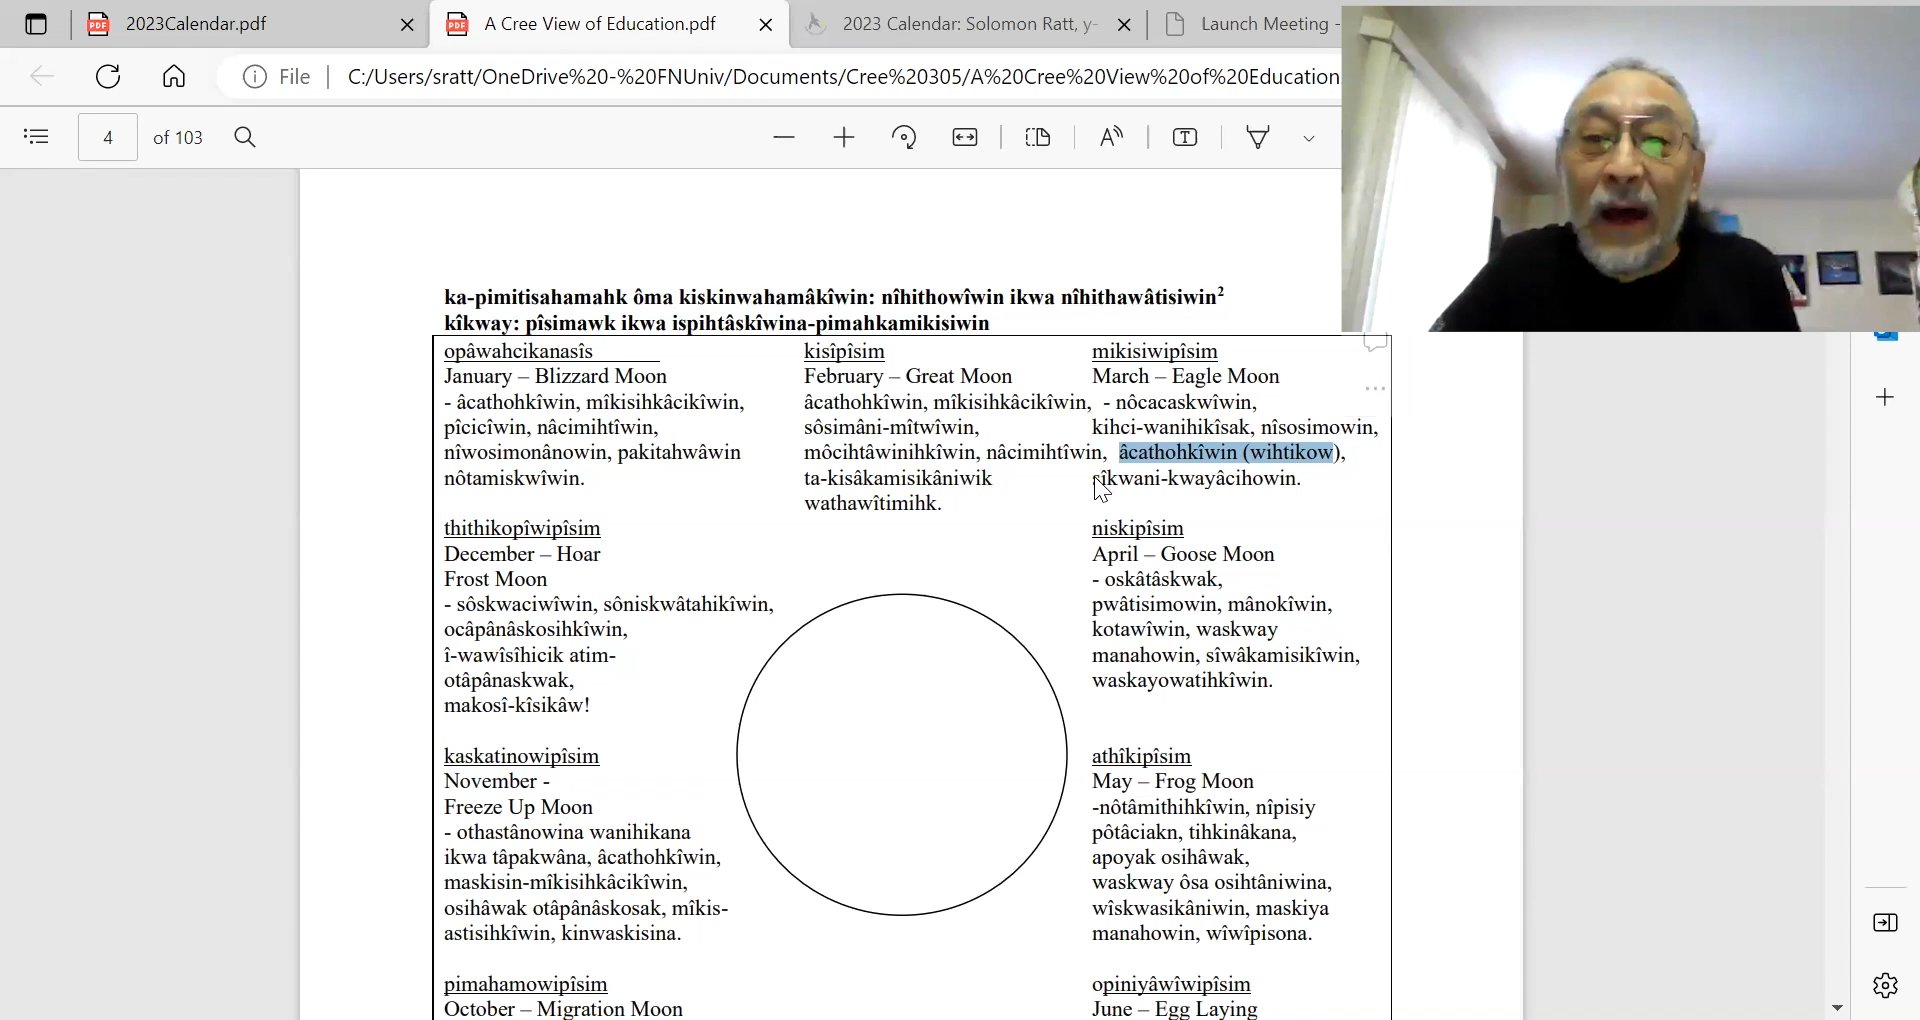 2023Calendar.pdf
A Cree View of Education.pdf
2023 Calendar: Solomon Ratt, y-
Launch Meeting -
File
C:/Users/sratt/OneDrive%20-%20FNUniv/Documents/Cree%20305/A%20Cree%20View%20of%20Education
4 of 103
ka-pimitisahamahk ôma kiskinwahamâkîwin: nîhithowîwin ikwa nîhithawâtisiwin²
kîkway: pîsimawk ikwa ispihtâskîwina-pimahkamikisiwin
opâwahcikanasîs
January – Blizzard Moon
- âcathohkîwin, mîkisihkâcikîwin,
pîcicîwin, nâcimihtîwin,
nîwosimonânowin, pakitahwâwin
nôtamiskwîwin.
kisîpîsim
February – Great Moon
âcathohkîwin, mîkisihkâcikîwin,
sôsimâni-mîtwîwin,
môcihtâwinihkîwin, nâcimihtîwin,
ta-kisâkamisikâniwik
wathawîtimihk.
mikisiwipîsim
March – Eagle Moon
- nôcacaskwîwin,
kihci-wanihikîsak, nîsosimowin,
âcathohkîwin (wihtikow),
sîkwani-kwayâcihowin.
thithikopîwipîsim
December – Hoar
Frost Moon
- sôskwaciwîwin, sôniskwâtahikîwin,
ocâpânâskosihkîwin,
î-wawîsîhicik atim-
otâpânaskwak,
makosî-kîsikâw!
niskipîsim
April – Goose Moon
- oskâtâskwak,
pwâtisimowin, mânokîwin,
kotawîwin, waskway
manahowin, sîwâkamisikîwin,
waskayowatihkîwin.
kaskatinowipîsim
November -
Freeze Up Moon
- othastânowina wanihikana
ikwa tâpakwâna, âcathohkîwin,
maskisin-mîkisihkâcikîwin,
osihâwak otâpânâskosak, mîkis-
astisihkîwin, kinwaskisina.
athîkipîsim
May – Frog Moon
-nôtâmithihkîwin, nîpisiy
pôtâciakn, tihkinâkana,
apoyak osihâwak,
waskway ôsa osihtâniwina,
wîskwasikâniwin, maskiya
manahowin, wîwîpisona.
pimahamowipîsim
October – Migration Moon
opiniyâwîwipîsim
June – Egg Laying